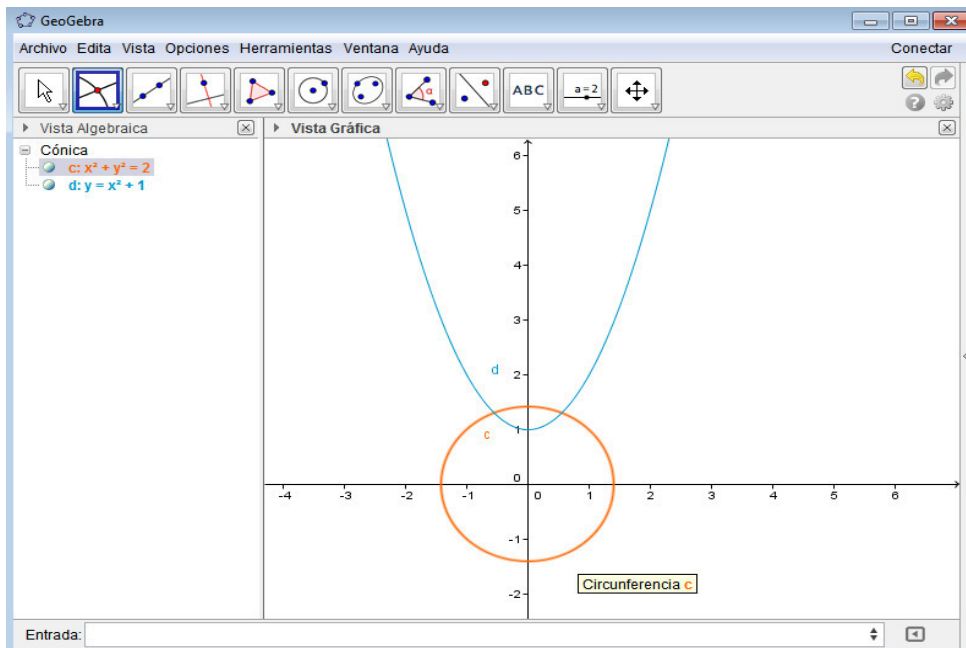 GeoGebra
Archivo Edita Vista Opciones Herramientas Ventana Ayuda Conectar
α ABC a=2
Vista Algebraica
Vista Gráfica
Cónica
c: x² + y² = 2
d: y = x² + 1
6
5
4
3
d 2
c 1
0
-4 -3 -2 -1 0 1 2 3 4 5 6
-1
Circunferencia c
-2
Entrada: